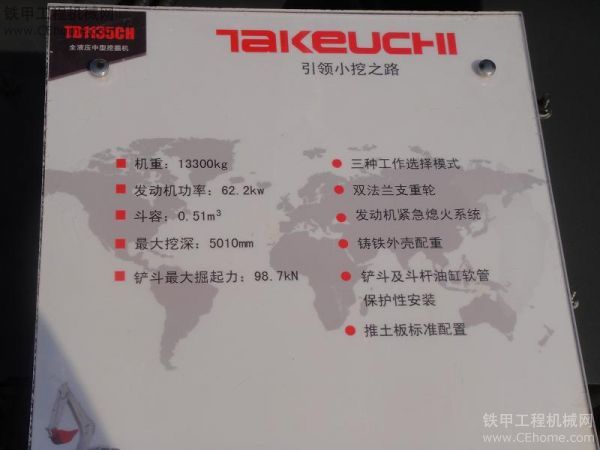 铁甲工程机械网
www.CEhome.com
TB1135CH
全液压中型挖掘机
TAKEUCHI
引领小挖之路
机重：13300kg
发动机功率：62.2kw
斗容：0.51m³
最大挖深：5010mm
铲斗最大掘起力：98.7kN
三种工作选择模式
双法兰支重轮
发动机紧急熄火系统
铸铁外壳配重
铲斗及斗杆油缸软管
保护性安装
推土板标准配置
铁甲工程机械网
www.CEhome.com